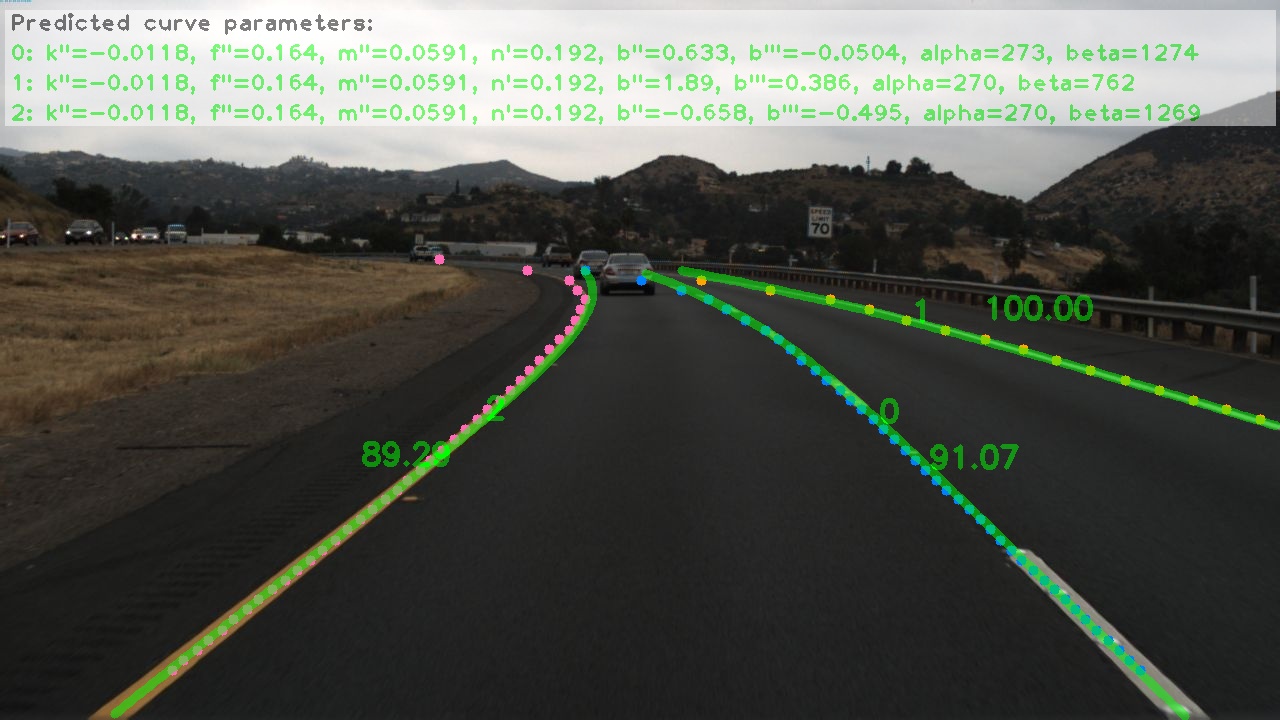 Predicted curve parameters:
0: k''=-0.0118, f''=0.164, m''=0.0591, n'=0.192, b''=0.633, b'''=-0.0504, alpha=273, beta=1274
1: k''=-0.0118, f''=0.164, m''=0.0591, n'=0.192, b''=1.89, b'''=0.386, alpha=270, beta=762
2: k''=-0.0118, f''=0.164, m''=0.0591, n'=0.192, b''=-0.658, b'''=-0.495, alpha=270, beta=1269
SPEED
LIMIT
70
1 100.00
2 0
89.29 91.07